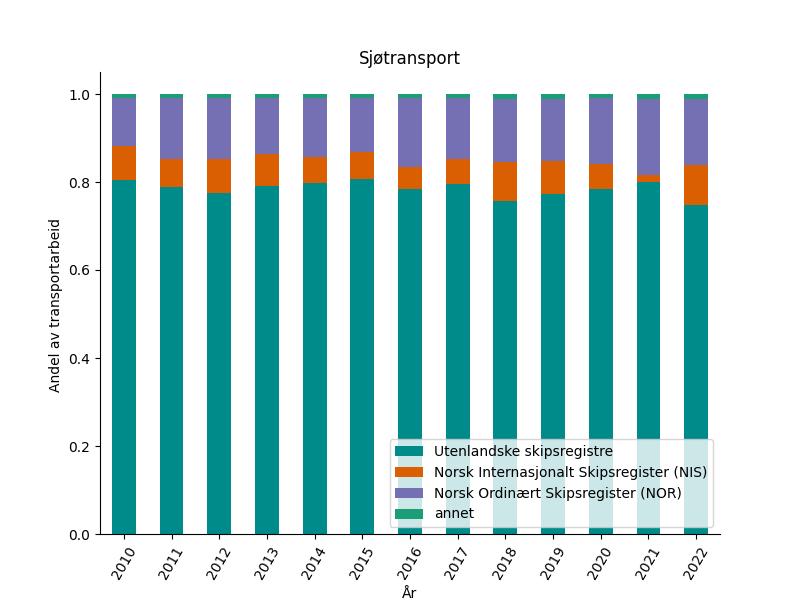 Sjøtransport
Andel av transportarbeid
1.0
0.8
0.6
0.4
0.2
0.0
Utenlandske skipsregistre
Norsk Internasjonalt Skipsregister (NIS)
Norsk Ordinært Skipsregister (NOR)
annet
2010 2011 2012 2013 2014 2015 2016 2017 2018 2019 2020 2021 2022
År